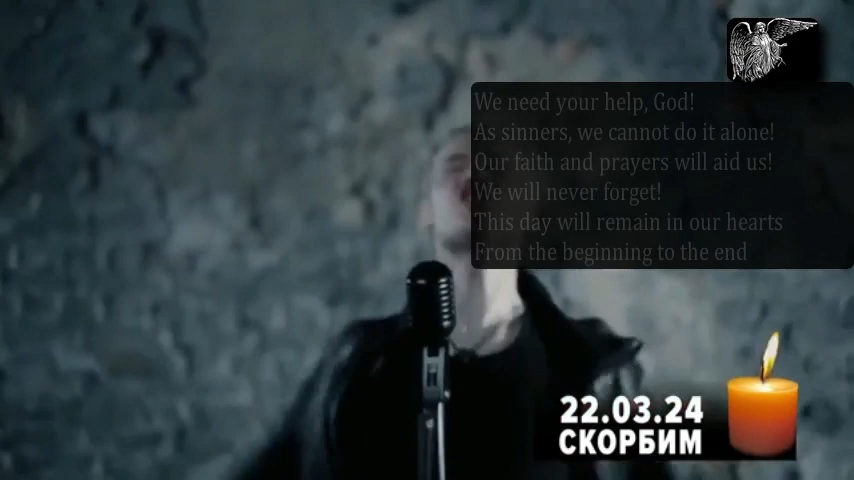 We need your help, God!
As sinners, we cannot do it alone!
Our faith and prayers will aid us!
We will never forget!
This day will remain in our hearts
From the beginning to the end
22.03.24
СКОРБИМ